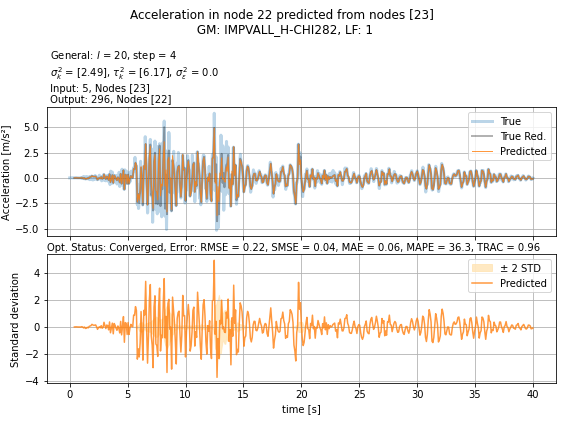 Acceleration in node 22 predicted from nodes [23]
GM: IMPVALL_H-CHI282, LF: 1
General: l = 20, step = 4
σ²ₖ = [2.49], τ²ₖ = [6.17], σ²ε = 0.0
Input: 5, Nodes [23]
Output: 296, Nodes [22]
Acceleration [m/s²]
5.0
2.5
0.0
−2.5
−5.0
True
True Red.
Predicted
Opt. Status: Converged, Error: RMSE = 0.22, SMSE = 0.04, MAE = 0.06, MAPE = 36.3, TRAC = 0.96
Standard deviation
4
2
0
−2
−4
± 2 STD
Predicted
0 5 10 15 20 25 30 35 40
time [s]